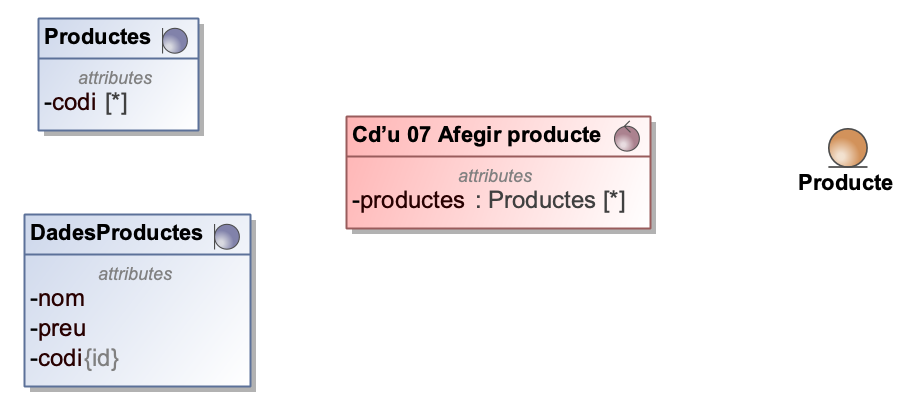 Productes
attributes
-codi [*]
Cd’u 07 Afegir producte
attributes
-productes : Productes [*]
Producte
DadesProductes
attributes
-nom
-preu
-codi{id}